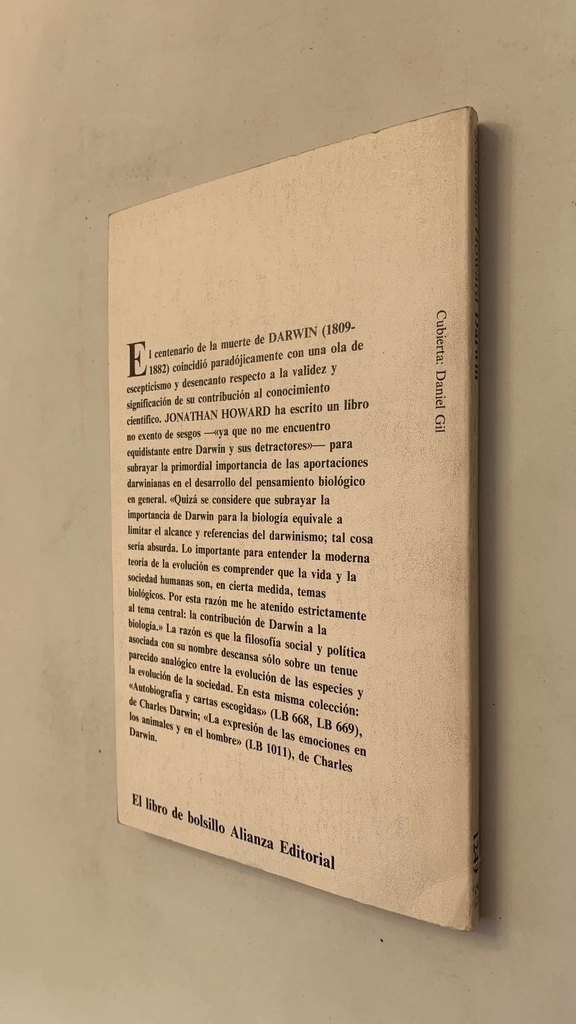 El centenario de la muerte de DARWIN (1809-
1882) coincidió paradójicamente con una ola de
escepticismo y desencanto respecto a la validez y
significación de su contribución al conocimiento
científico. JONATHAN HOWARD ha escrito un libro
no exento de sesgos —«ya que no me encuentro
equidistante entre Darwin y sus detractores»— para
subrayar la primordial importancia de las aportaciones
darwinianas en el desarrollo del pensamiento biológico
en general. «Quizá se considere que subrayar la
importancia de Darwin para la biología equivale a
limitar el alcance y referencias del darwinismo; tal cosa
sería absurda. Lo importante para entender la moderna
teoría de la evolución es comprender que la vida y la
sociedad humanas son, en cierta medida, temas
biológicos. Por esta razón me he atenido estrictamente
al tema central: la contribución de Darwin a la
biología.» La razón es que la filosofía social y política
asociada con su nombre descansa sólo sobre un tenue
parecido analógico entre la evolución de las especies y
la evolución de la sociedad. En esta misma colección:
«Autobiografía y cartas escogidas» (LB 668, LB 669),
de Charles Darwin; «La expresión de las emociones en
los animales y en el hombre» (LB 1011), de Charles
Darwin.
El libro de bolsillo Alianza Editorial
Cubierta: Daniel Gil
Howard Darwin